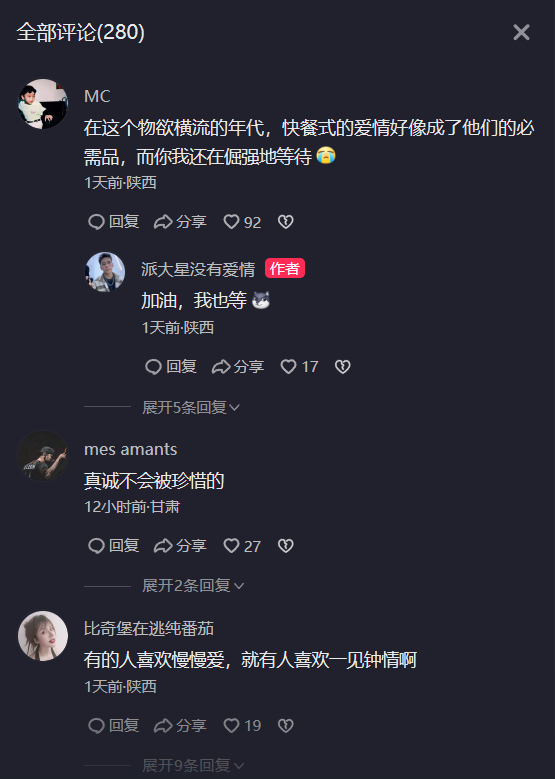 全部评论(280)
MC
在这个物欲横流的年代，快餐式的爱情好像成了他们的必
需品，而你我还在倔强地等待😭
1天前·陕西
回复 分享 92
派大星没有爱情 作者
加油，我也等
1天前·陕西
回复 分享 17
展开5条回复
mes amants
真诚不会被珍惜的
12小时前·甘肃
回复 分享 27
展开2条回复
比奇堡在逃纯番茄
有的人喜欢慢慢爱，就有人喜欢一见钟情啊
1天前·陕西
回复 分享 19
展开9条回复